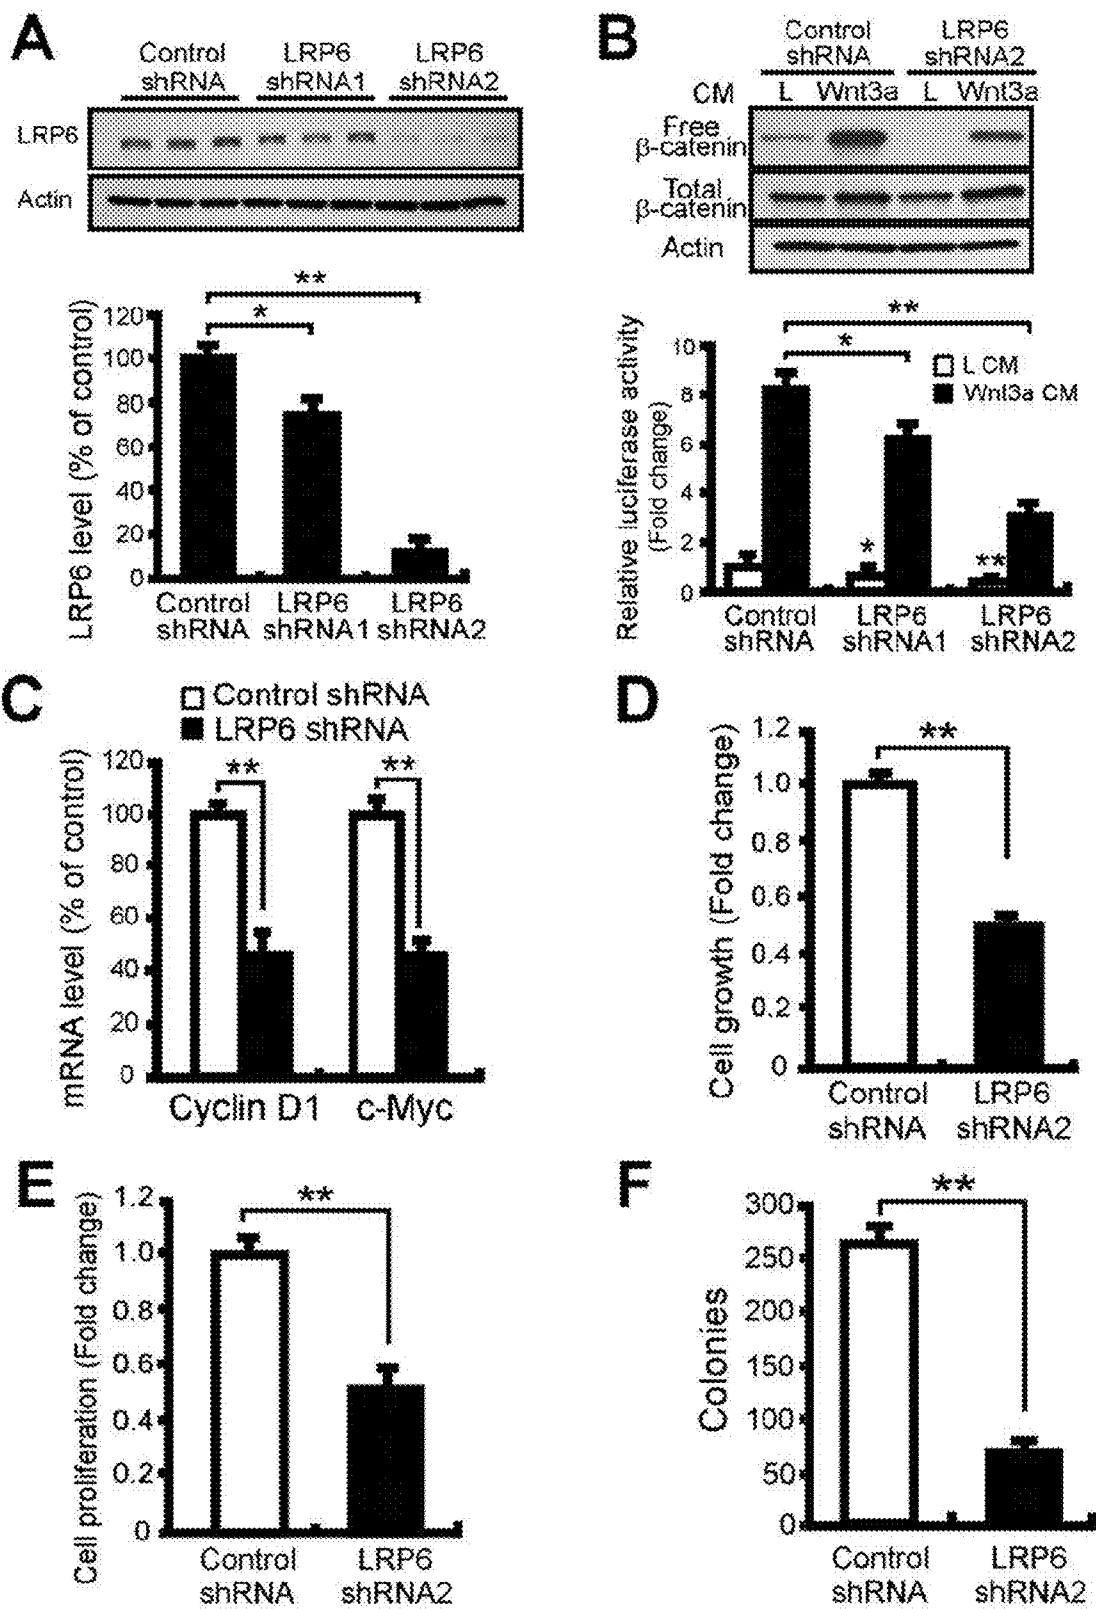 A
Control shRNA
LRP6 shRNA1
LRP6 shRNA2
LRP6
Actin
LRP6 level (% of control)
120
100
80
60
40
20
0
**
*
Control shRNA
LRP6 shRNA1
LRP6 shRNA2
B
Control shRNA
LRP6 shRNA2
CM L Wnt3a L Wnt3a
Free β-catenin
Total β-catenin
Actin
Relative luciferase activity
(Fold change)
10
8
6
4
2
0
**
*
L CM
Wnt3a CM
*
**
Control shRNA
LRP6 shRNA1
LRP6 shRNA2
C
Control shRNA
LRP6 shRNA
mRNA level (% of control)
120
100
80
60
40
20
0
**
**
Cyclin D1
c-Myc
D
Cell growth (Fold change)
1.2
1.0
0.8
0.6
0.4
0.2
0
**
Control shRNA
LRP6 shRNA2
E
Cell proliferation (Fold change)
1.2
1.0
0.8
0.6
0.4
0.2
0
**
Control shRNA
LRP6 shRNA2
F
Colonies
300
250
200
150
100
50
0
**
Control shRNA
LRP6 shRNA2